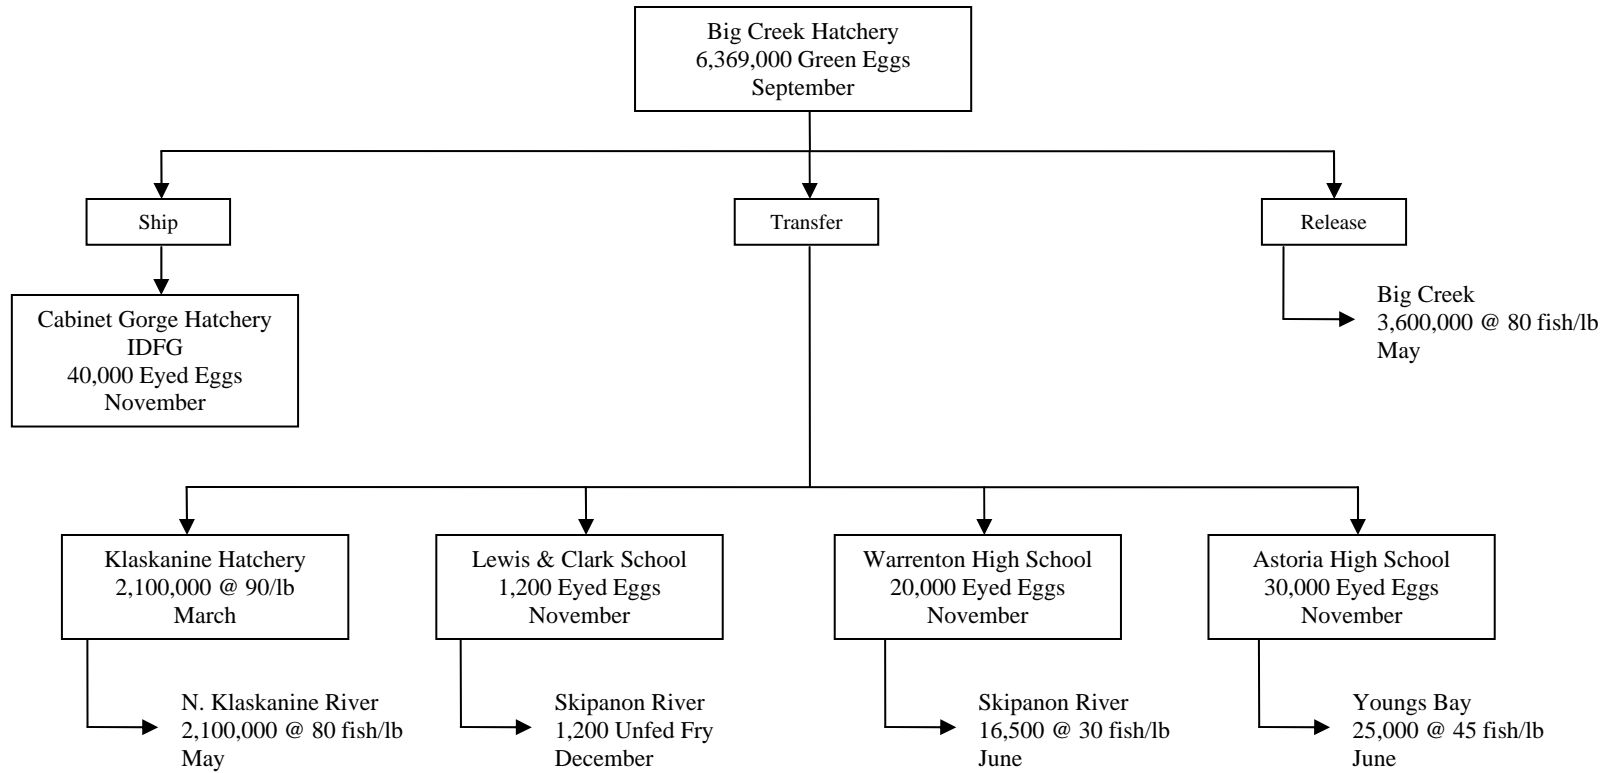 Big Creek Hatchery
6,369,000 Green Eggs
September
Ship
Transfer
Release
Cabinet Gorge Hatchery
IDFG
40,000 Eyed Eggs
November
Big Creek
3,600,000 @ 80 fish/lb
May
Klaskanine Hatchery
2,100,000 @ 90/lb
March
Lewis & Clark School
1,200 Eyed Eggs
November
Warrenton High School
20,000 Eyed Eggs
November
Astoria High School
30,000 Eyed Eggs
November
N. Klaskanine River
2,100,000 @ 80 fish/lb
May
Skipanon River
1,200 Unfed Fry
December
Skipanon River
16,500 @ 30 fish/lb
June
Youngs Bay
25,000 @ 45 fish/lb
June